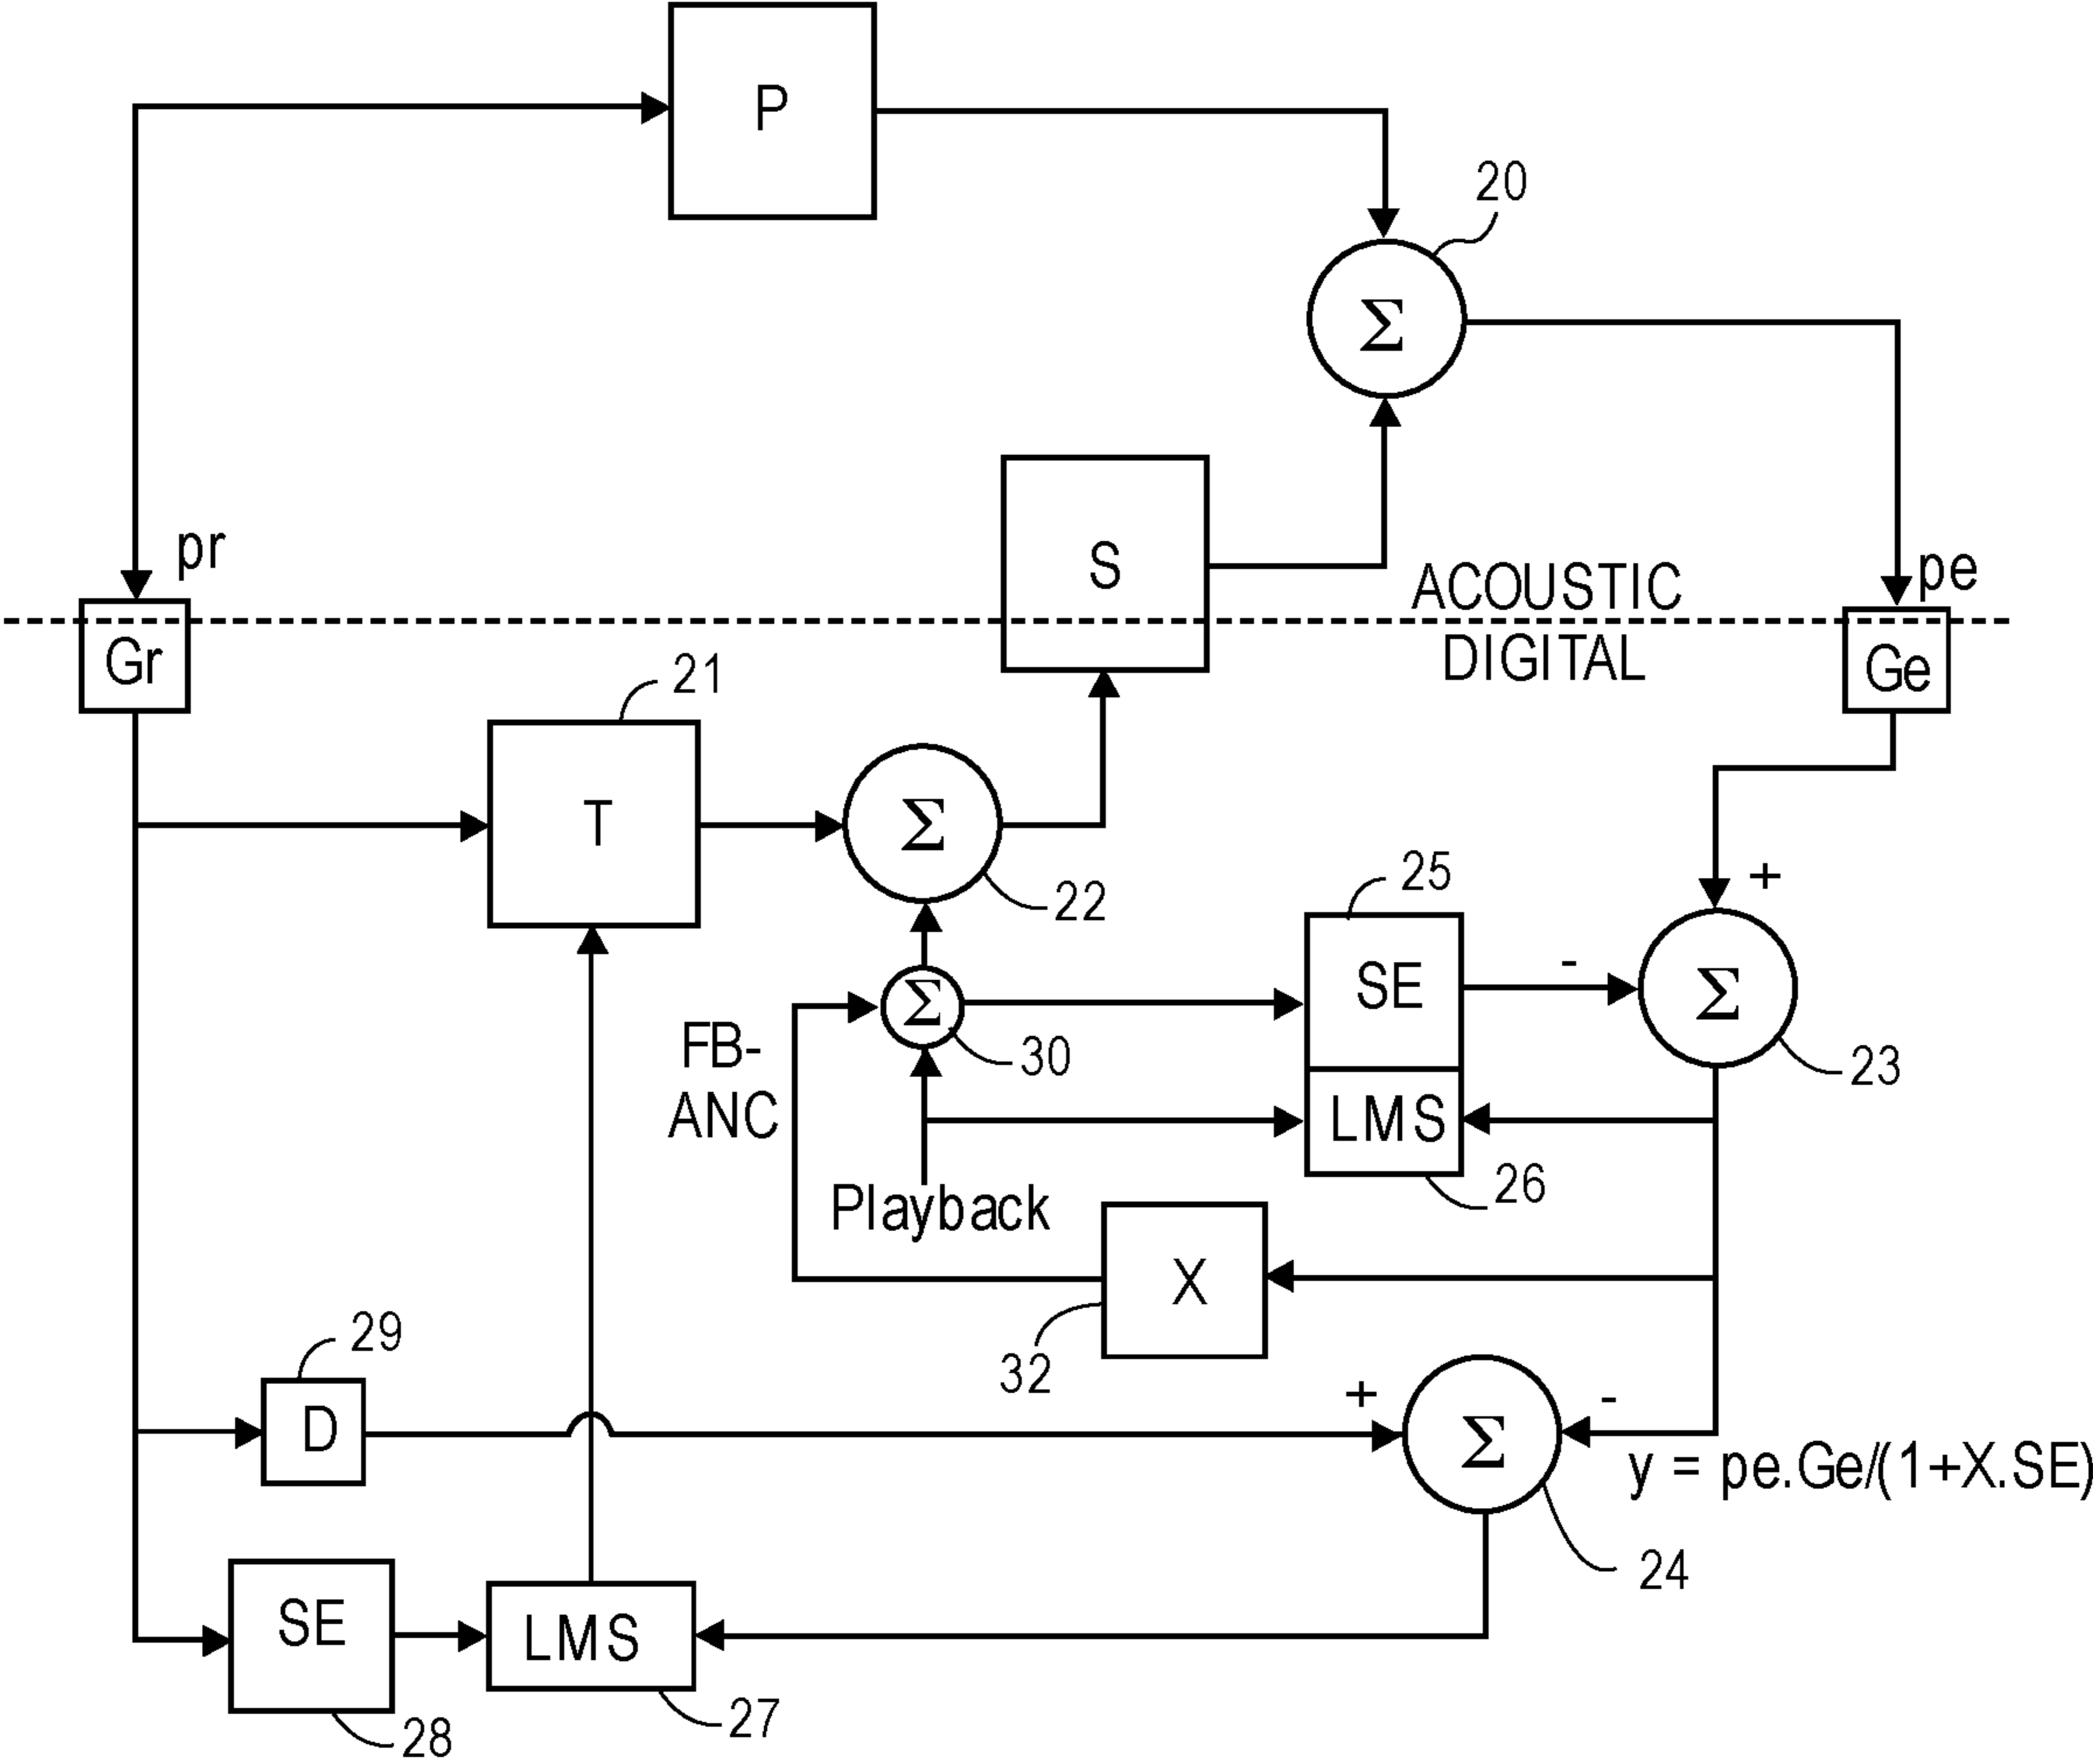 P
20
Σ
S
pr
ACOUSTIC
pe
DIGITAL
Gr
Ge
21
T
Σ
22
25
+
SE
-
Σ
23
Σ
30
FB-
ANC
LMS
26
Playback
X
32
29
D
+
Σ
-
y = pe.Ge/(1+X.SE)
24
SE
28
LMS
27